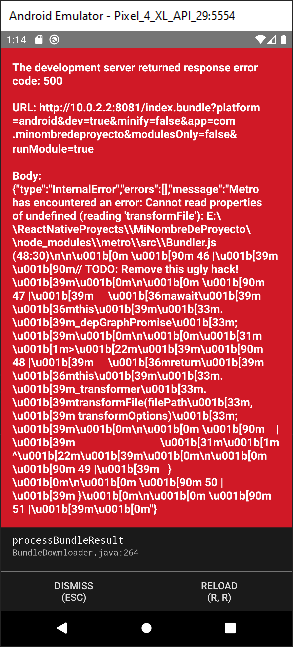 Android Emulator - Pixel_4_XL_API_29:5554
1:14
The development server returned response error
code: 500
URL: http://10.0.2.2:8081/index.bundle?platform
=android&dev=true&minify=false&app=com
.minombredeproyecto&modulesOnly=false&
runModule=true
Body:
{"type":"InternalError","errors":[],"message":"Metro
has encountered an error: Cannot read properties
of undefined (reading 'transformFile'): E:\
\ReactNativeProyects\\MiNombreDeProyecto\
\node_modules\\metro\\src\\Bundler.js
(48:30)\n\n\u001b[0m \u001b[90m 46 |\u001b[39m
\u001b[90m// TODO: Remove this ugly hack!
\u001b[39m\u001b[0m\n\u001b[0m \u001b[90m
47 |\u001b[39m \u001b[36mawait\u001b[39m
\u001b[36mthis\u001b[39m\u001b[33m.
\u001b[39m_depGraphPromise\u001b[33m;
\u001b[39m\u001b[0m\n\u001b[0m\u001b[31m
\u001b[1m>\u001b[22m\u001b[39m\u001b[90m
48 |\u001b[39m \u001b[36mreturn\u001b[39m
\u001b[36mthis\u001b[39m\u001b[33m.
\u001b[39m_transformer\u001b[33m.
\u001b[39mtransformFile(filePath\u001b[33m,
\u001b[39m transformOptions)\u001b[33m;
\u001b[39m\u001b[0m\n\u001b[0m \u001b[90m |
\u001b[39m \u001b[31m\u001b[1m
^\u001b[22m\u001b[39m\u001b[0m\n\u001b[0m
\u001b[90m 49 |\u001b[39m }
\u001b[0m\n\u001b[0m \u001b[90m 50 |
\u001b[39m }\u001b[0m\n\u001b[0m \u001b[90m
51 |\u001b[39m\u001b[0m"}
processBundleResult
BundleDownloader.java:264
DISMISS
(ESC)
RELOAD
(R, R)